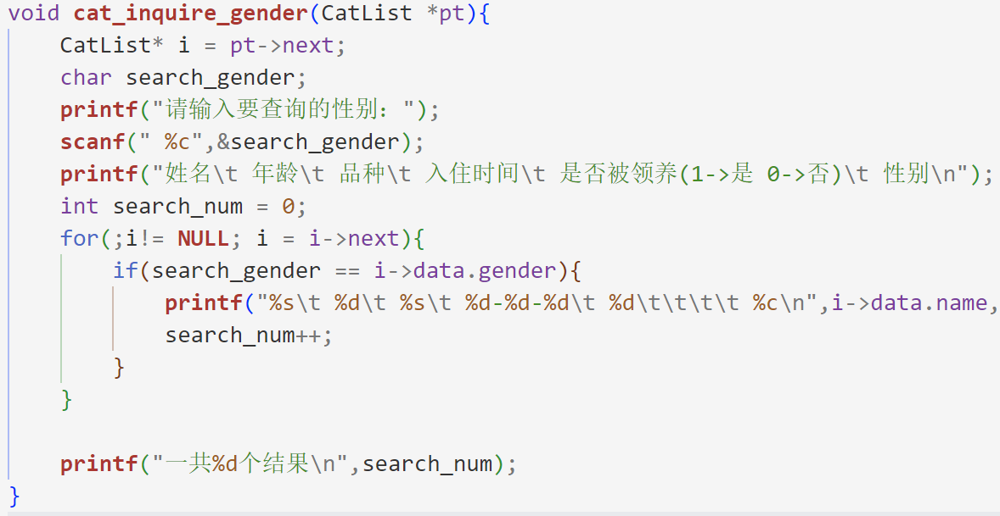 void cat_inquire_gender(CatList *pt){
CatList* i = pt->next;
char search_gender;
printf("请输入要查询的性别：");
scanf(" %c",&search_gender);
printf("姓名\t 年龄\t 品种\t 入住时间\t 是否被领养(1->是 0->否)\t 性别\n");
int search_num = 0;
for(;i!= NULL; i = i->next){
if(search_gender == i->data.gender){
printf("%s\t %d\t %s\t %d-%d-%d\t %d\t\t\t\t %c\n",i->data.name,
search_num++;
}
}
printf("一共%d个结果\n",search_num);
}